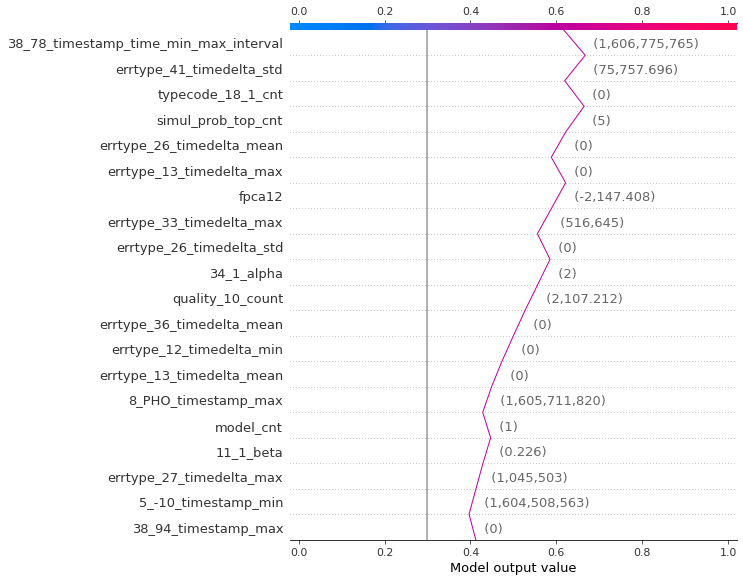 0.0 0.2 0.4 0.6 0.8 1.0
38_78_timestamp_time_min_max_interval (1,606,775,765)
errtype_41_timedelta_std (75,757.696)
typecode_18_1_cnt (0)
simul_prob_top_cnt (5)
errtype_26_timedelta_mean (0)
errtype_13_timedelta_max (0)
fpca12 (-2,147.408)
errtype_33_timedelta_max (516,645)
errtype_26_timedelta_std (0)
34_1_alpha (2)
quality_10_count (2,107.212)
errtype_36_timedelta_mean (0)
errtype_12_timedelta_min (0)
errtype_13_timedelta_mean (0)
8_PHO_timestamp_max (1,605,711,820)
model_cnt (1)
11_1_beta (0.226)
errtype_27_timedelta_max (1,045,503)
5_-10_timestamp_min (1,604,508,563)
38_94_timestamp_max (0)
0.0 0.2 0.4 0.6 0.8 1.0
Model output value